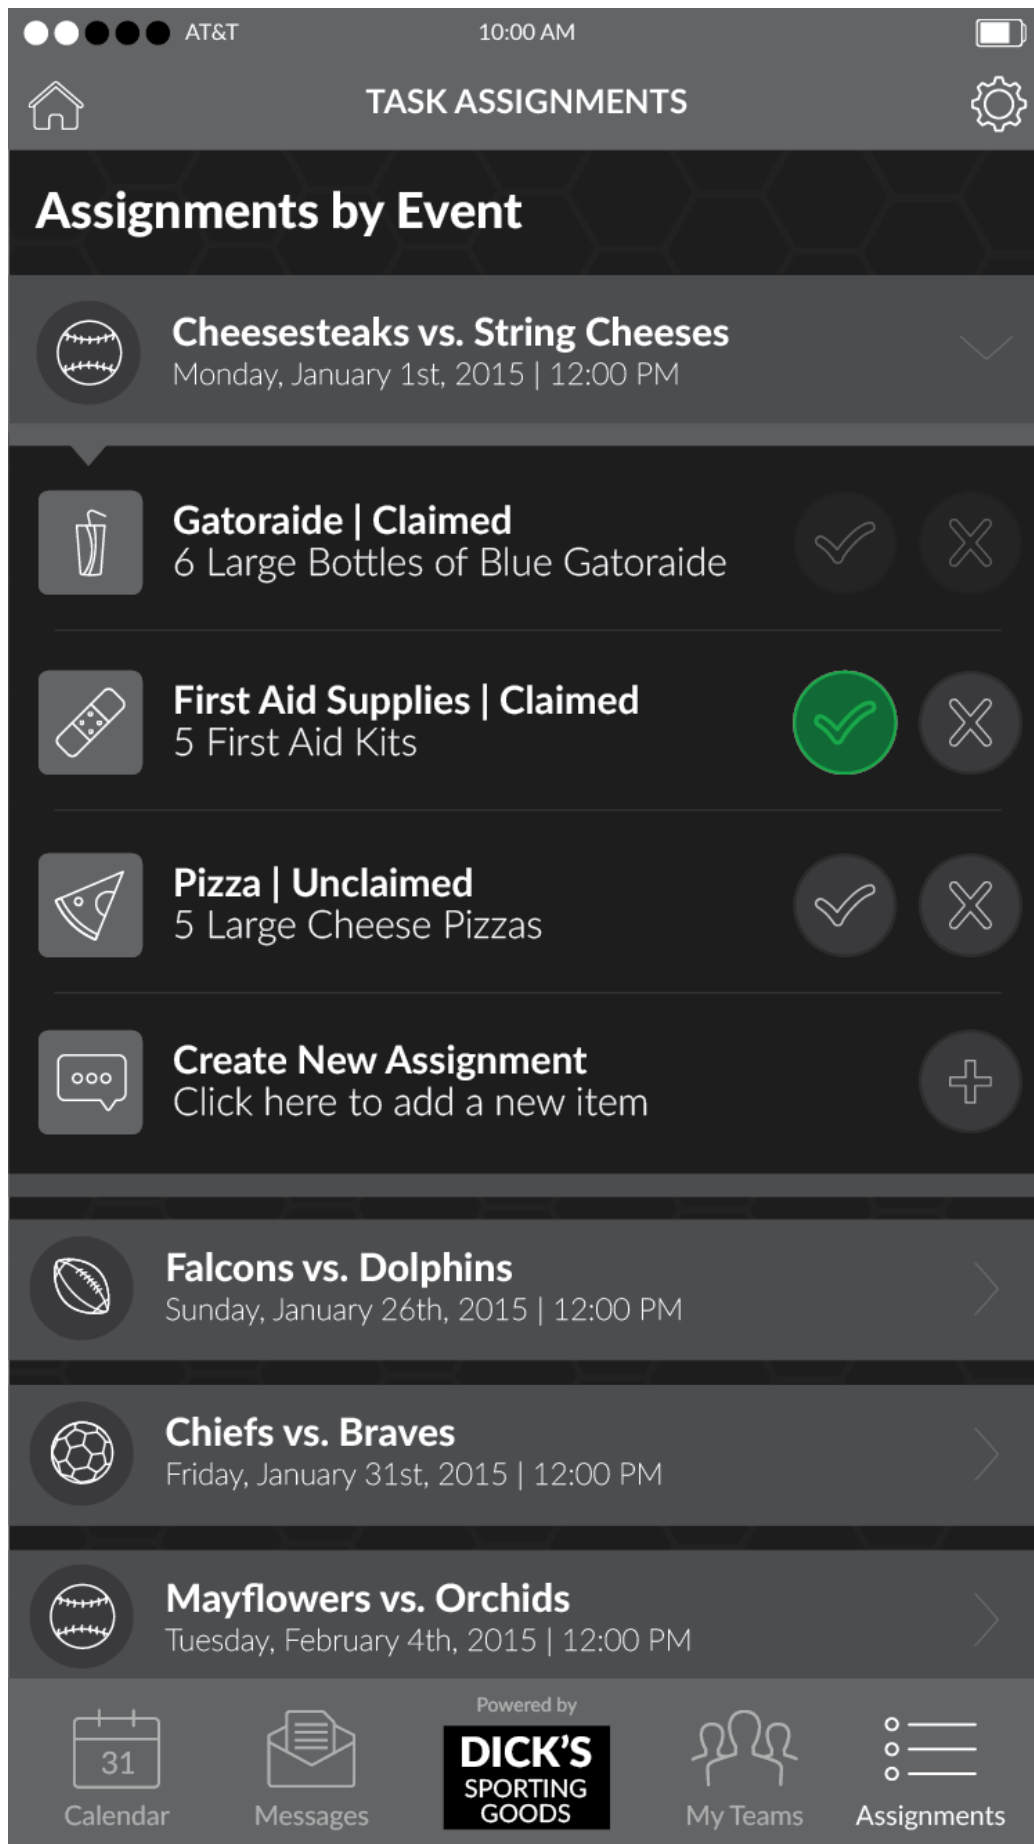 AT&T 10:00 AM
TASK ASSIGNMENTS
Assignments by Event
Cheesesteaks vs. String Cheeses
Monday, January 1st, 2015 | 12:00 PM
Gatoraide | Claimed
6 Large Bottles of Blue Gatoraide
First Aid Supplies | Claimed
5 First Aid Kits
Pizza | Unclaimed
5 Large Cheese Pizzas
Create New Assignment
Click here to add a new item
Falcons vs. Dolphins
Sunday, January 26th, 2015 | 12:00 PM
Chiefs vs. Braves
Friday, January 31st, 2015 | 12:00 PM
Mayflowers vs. Orchids
Tuesday, February 4th, 2015 | 12:00 PM
31
Calendar
Messages
Powered by
DICK'S
SPORTING
GOODS
My Teams
Assignments